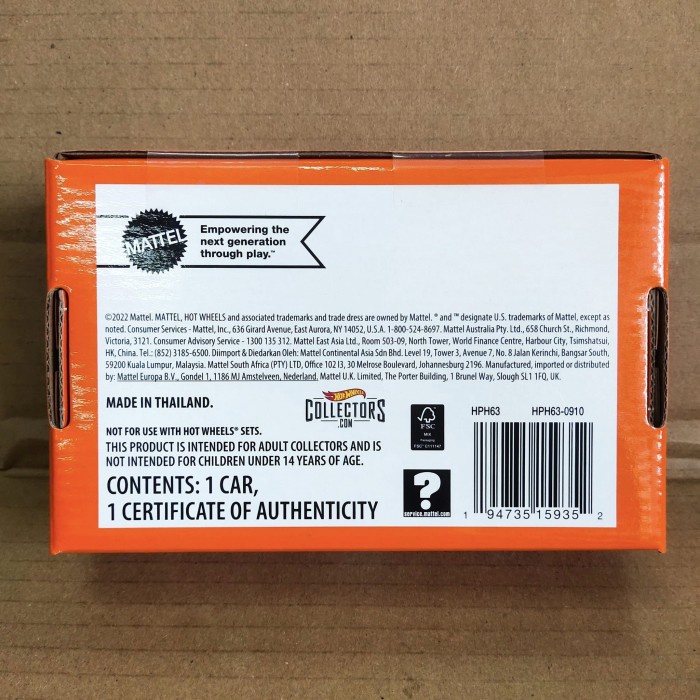 MATTEL
Empowering the
next generation
through play.™
©2022 Mattel. MATTEL, HOT WHEELS and associated trademarks and trade dress are owned by Mattel. ® and ™ designate U.S. trademarks of Mattel, except as
noted. Consumer Services - Mattel, Inc., 636 Girard Avenue, East Aurora, NY 14052, U.S.A. 1-800-524-8697. Mattel Australia Pty. Ltd., 658 Church St., Richmond,
Victoria, 3121. Consumer Advisory Service - 1300 135 312. Mattel East Asia Ltd., Room 503-09, North Tower, World Finance Centre, Harbour City, Tsimshatsui,
HK, China. Tel.: (852) 3185-6500. Diimport & Diedarkan Oleh: Mattel Continental Asia Sdn Bhd. Level 19, Tower 3, Avenue 7, No. 8 Jalan Kerinchi, Bangsar South,
59200 Kuala Lumpur, Malaysia. Mattel South Africa (PTY) LTD, Office 102 I3, 30 Melrose Boulevard, Johannesburg 2196. Manufactured, imported or distributed
by: Mattel Europa B.V., Gondel 1, 1186 MJ Amstelveen, Nederland. Mattel U.K. Limited, The Porter Building, 1 Brunel Way, Slough SL1 1FQ, UK.
MADE IN THAILAND.
HOT WHEELS
COLLECTORS
.COM
NOT FOR USE WITH HOT WHEELS® SETS.
THIS PRODUCT IS INTENDED FOR ADULT COLLECTORS AND IS
NOT INTENDED FOR CHILDREN UNDER 14 YEARS OF AGE.
CONTENTS: 1 CAR,
1 CERTIFICATE OF AUTHENTICITY
FSC
MIX
Packaging
FSC® C111147
?
service.mattel.com
HPH63 HPH63-0910
1 94735 15935 2